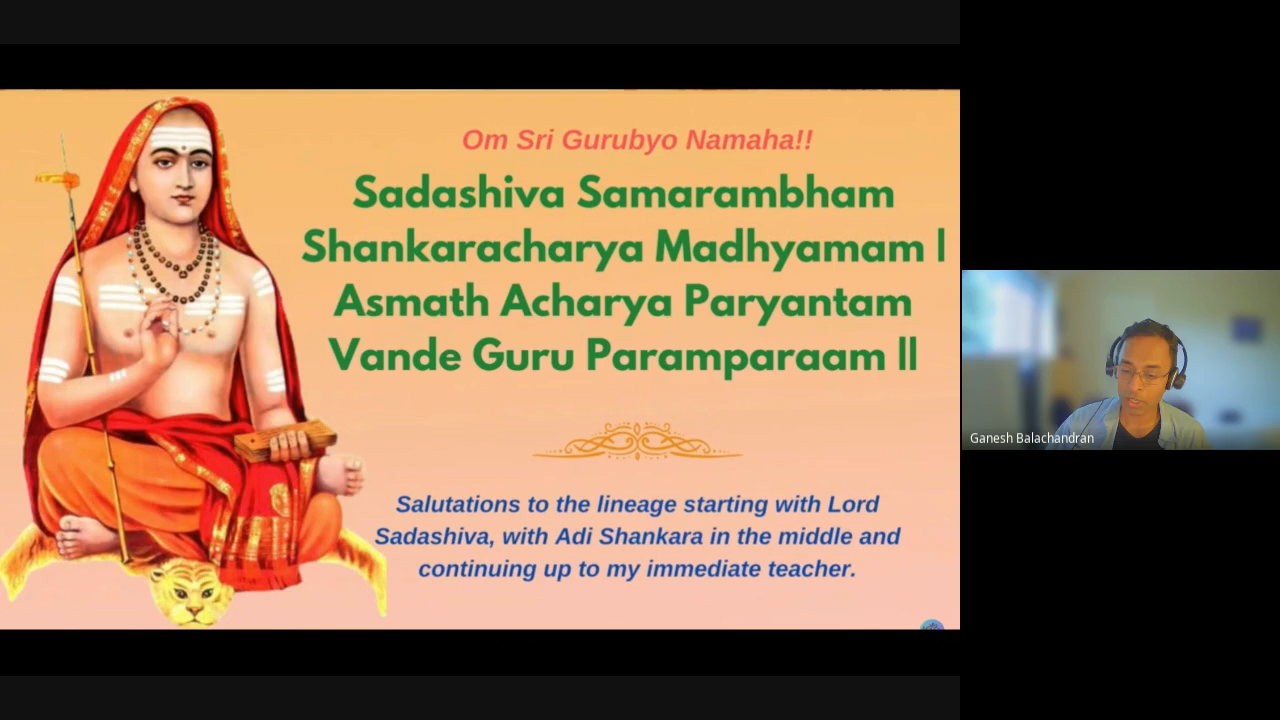 Om Sri Gurubyo Namaha!!
Sadashiva Samarambham
Shankaracharya Madhyamam l
Asmath Acharya Paryantam
Vande Guru Paramparaam ll
Salutations to the lineage starting with Lord
Sadashiva, with Adi Shankara in the middle and
continuing up to my immediate teacher.
Ganesh Balachandran